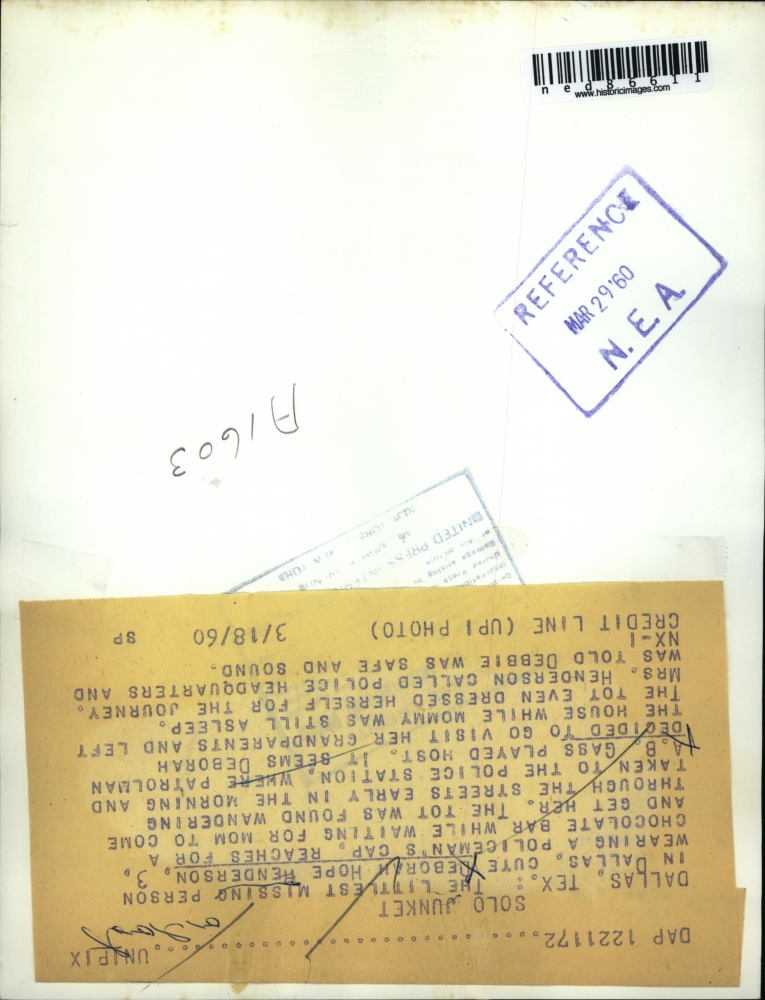 ned86611
www.historicimages.com
REFERENCE
MAR 29 '60
N. E. A.
A1603
UNITED PRESS INTERN
DAP 1221172..........................UNIPIX
SOLO JUNKET
DALLAS, TEX.: THE LITTLEST MISSING PERSON
IN DALLAS, CUTE, DEBORAH HOPE HENDERSON, 3,
WEARING A POLICEMAN'S CAP, REACHES FOR A
CHOCOLATE BAR WHILE WAITING FOR MOM TO COME
AND GET HER. THE TOT WAS FOUND WANDERING
THROUGH THE STREETS EARLY IN THE MORNING AND
TAKEN TO THE POLICE STATION, WHERE PATROLMAN
A.B. GASS PLAYED HOST. IT SEEMS DEBORAH
DECIDED TO GO VISIT HER GRANDPARENTS AND LEFT
THE HOUSE WHILE MOMMY WAS STILL ASLEEP.
THE TOT EVEN DRESSED HERSELF FOR THE JOURNEY.
MRS. HENDERSON CALLED POLICE HEADQUARTERS AND
WAS TOLD DEBBIE WAS SAFE AND SOUND.
NX-1
CREDIT LINE (UPI PHOTO) 3/18/60 SP